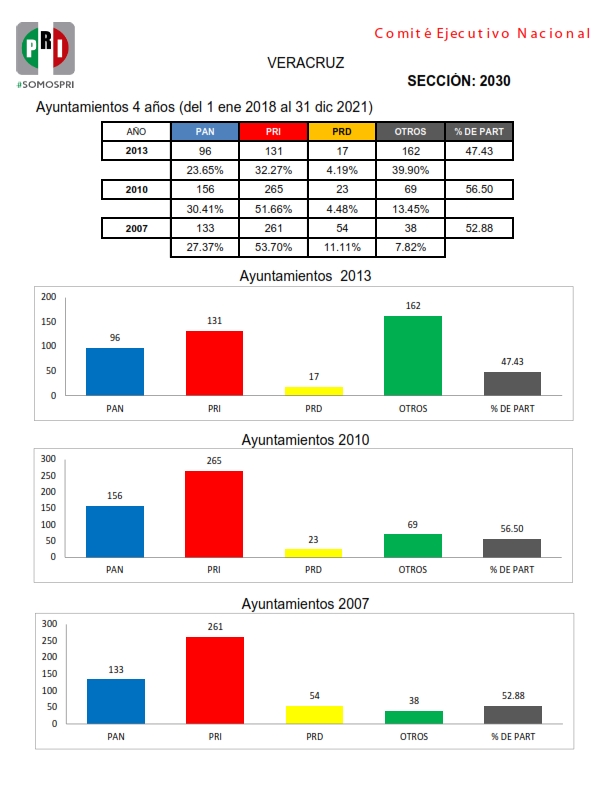 Comité Ejecutivo Nacional
PRI
#SOMOSPRI
VERACRUZ
SECCIÓN: 2030
Ayuntamientos 4 años (del 1 ene 2018 al 31 dic 2021)
AÑO PAN PRI PRD OTROS % DE PART
2013 96 131 17 162 47.43
23.65% 32.27% 4.19% 39.90%
2010 156 265 23 69 56.50
30.41% 51.66% 4.48% 13.45%
2007 133 261 54 38 52.88
27.37% 53.70% 11.11% 7.82%
Ayuntamientos 2013
200
150
100
50
0
96 131 17 162 47.43
PAN PRI PRD OTROS % DE PART
Ayuntamientos 2010
300
250
200
150
100
50
0
156 265 23 69 56.50
PAN PRI PRD OTROS % DE PART
Ayuntamientos 2007
300
250
200
150
100
50
0
133 261 54 38 52.88
PAN PRI PRD OTROS % DE PART